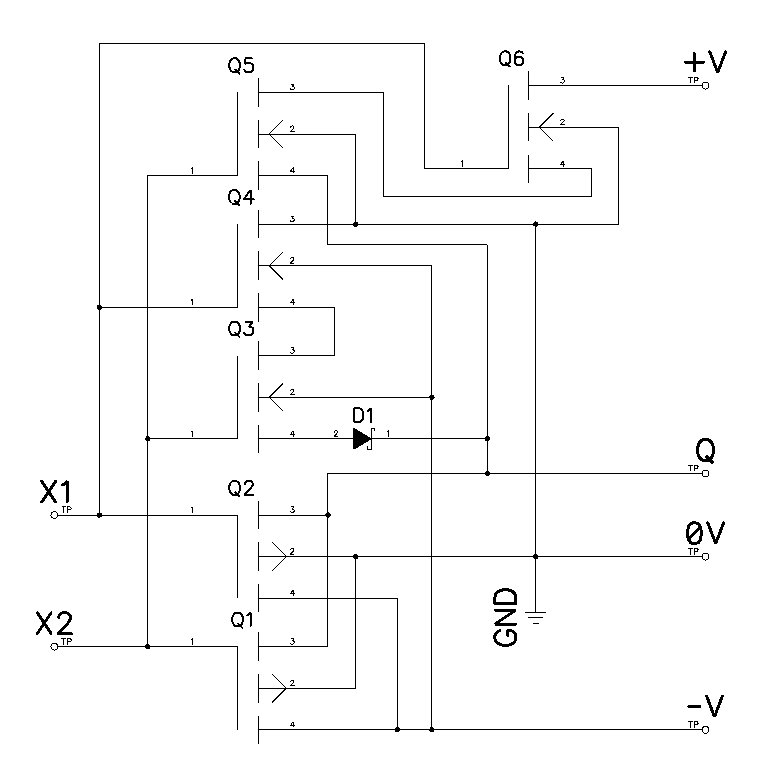 Q5 Q6 +V
3 3 TP
2 2
1 4 1 4
Q4
3
2
1 4
Q3
3
2
D1
1 4 2 1
Q
TP
X1 Q2
TP 1 3
0V
2 TP
4
GND
X2 Q1
TP 1 3
2
-V
4 TP